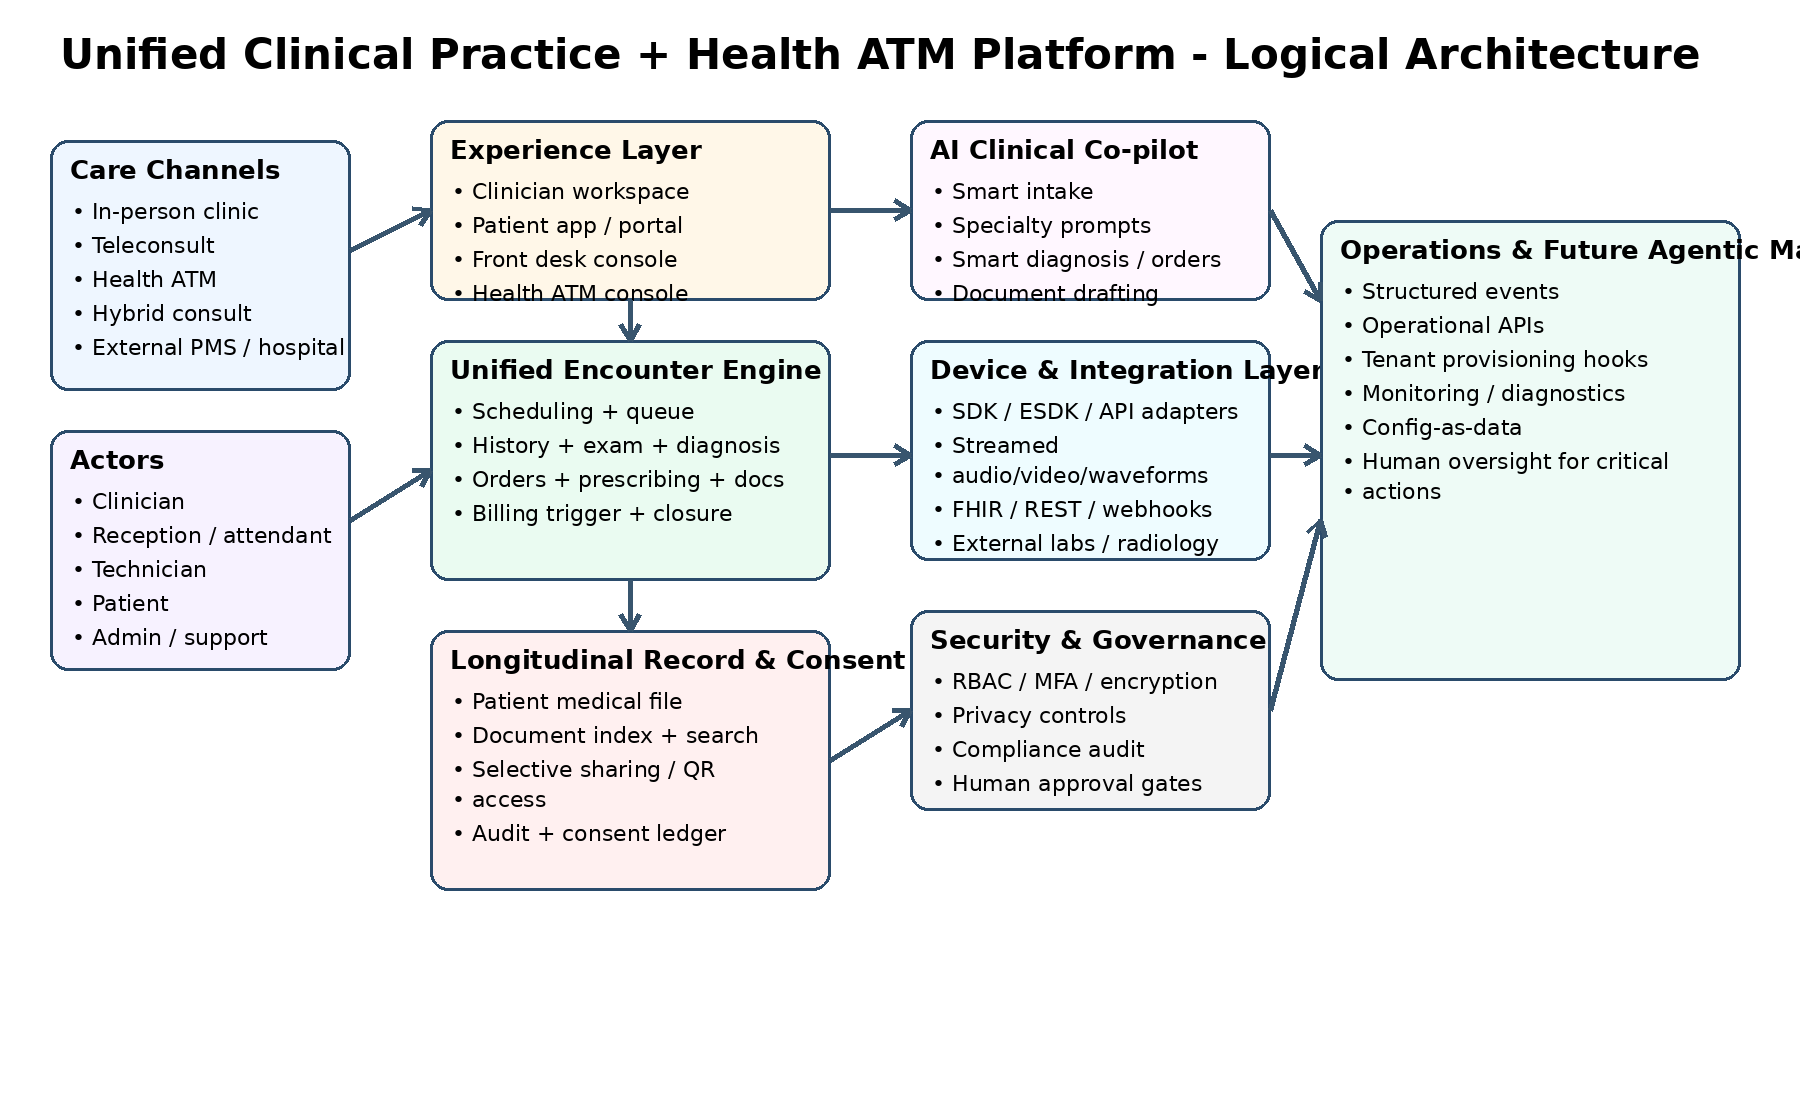 Unified Clinical Practice + Health ATM Platform - Logical Architecture
Care Channels
• In-person clinic
• Teleconsult
• Health ATM
• Hybrid consult
• External PMS / hospital
Actors
• Clinician
• Reception / attendant
• Technician
• Patient
• Admin / support
Experience Layer
• Clinician workspace
• Patient app / portal
• Front desk console
• Health ATM console
Unified Encounter Engine
• Scheduling + queue
• History + exam + diagnosis
• Orders + prescribing + docs
• Billing trigger + closure
Longitudinal Record & Consent
• Patient medical file
• Document index + search
• Selective sharing / QR
• access
• Audit + consent ledger
AI Clinical Co-pilot
• Smart intake
• Specialty prompts
• Smart diagnosis / orders
• Document drafting
Device & Integration Layer
• SDK / ESDK / API adapters
• Streamed
• audio/video/waveforms
• FHIR / REST / webhooks
• External labs / radiology
Security & Governance
• RBAC / MFA / encryption
• Privacy controls
• Compliance audit
• Human approval gates
Operations & Future Agentic
• Structured events
• Operational APIs
• Tenant provisioning hooks
• Monitoring / diagnostics
• Config-as-data
• Human oversight for critical
• actions